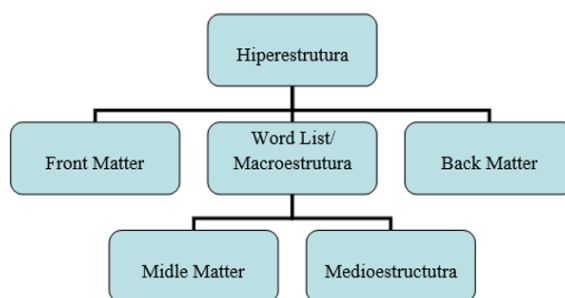 Hiperestrutura
Front Matter
Word List/
Macroestrutura
Back Matter
Midle Matter
Medioestructutra